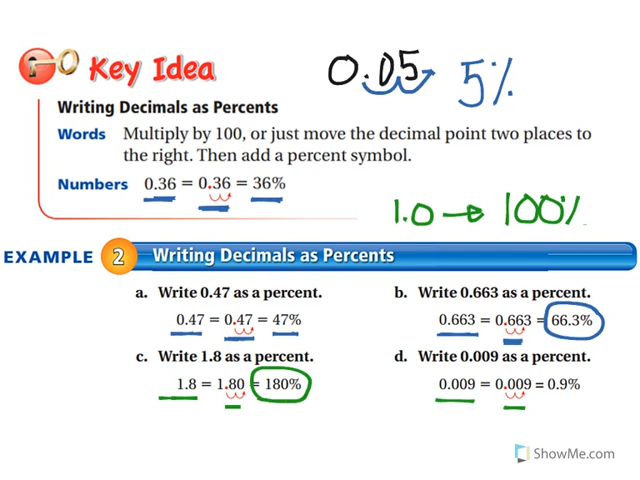 Key Idea
0.05 5%
Writing Decimals as Percents
Words Multiply by 100, or just move the decimal point two places to
the right. Then add a percent symbol.
Numbers 0.36 = 0.36 = 36%
1.0 → 100%
EXAMPLE 2 Writing Decimals as Percents
a. Write 0.47 as a percent.
0.47 = 0.47 = 47%
b. Write 0.663 as a percent.
0.663 = 0.663 = 66.3%
c. Write 1.8 as a percent.
1.8 = 1.80 = 180%
d. Write 0.009 as a percent.
0.009 = 0.009 = 0.9%
ShowMe.com